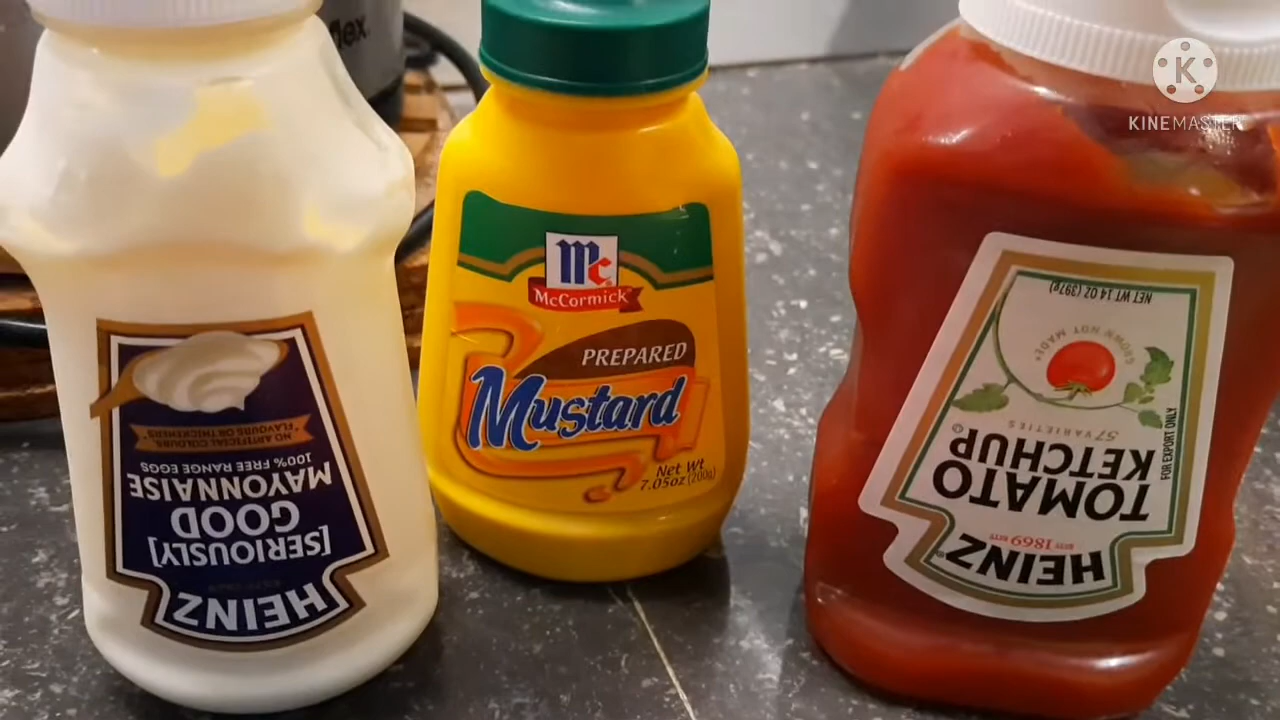 HEINZ
[SERIOUSLY]
GOOD
MAYONNAISE
100% FREE RANGE EGGS
NO ARTIFICIAL COLOURS,
FLAVOURS OR THICKENERS*
Mc
McCormick®
PREPARED
Mustard
Net Wt
7.05oz (200g)
HEINZ
ESTD 1869
TOMATO
KETCHUP
57 VARIETIES
GROWN NOT MADE
FOR EXPORT ONLY
NET WT 14 OZ (397g)
K
KINEMASTER